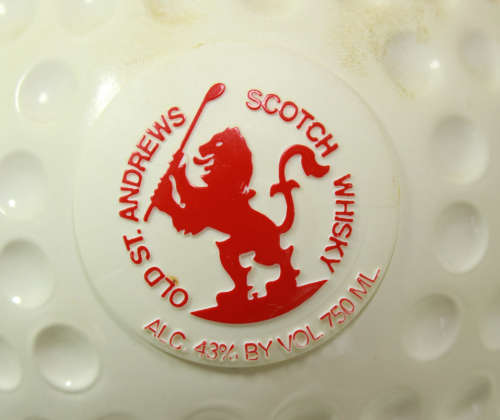 OLD ST. ANDREWS SCOTCH WHISKY
ALC. 43% BY VOL. 750 ML.